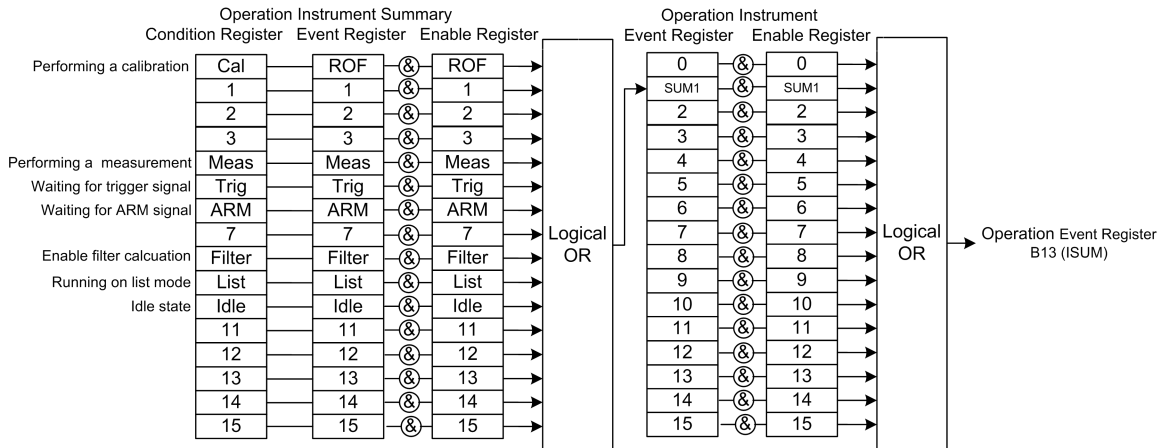 Operation Instrument Summary
Operation Instrument
Condition Register Event Register Enable Register
Event Register Enable Register
Performing a calibration Cal ROF & ROF
0 & 0
1 1 & 1
SUM1 & SUM1
2 2 & 2
2 & 2
3 3 & 3
3 & 3
Performing a measurement Meas Meas & Meas
4 & 4
Waiting for trigger signal Trig Trig & Trig
5 & 5
Waiting for ARM signal ARM ARM & ARM
6 & 6
7 7 & 7
7 & 7
Logical
OR
Logical
OR
Operation Event Register
B13 (ISUM)
Enable filter calcuation Filter Filter & Filter
8 & 8
Running on list mode List List & List
9 & 9
Idle state Idle Idle & Idle
10 & 10
11 11 & 11
11 & 11
12 12 & 12
12 & 12
13 13 & 13
13 & 13
14 14 & 14
14 & 14
15 15 & 15
15 & 15